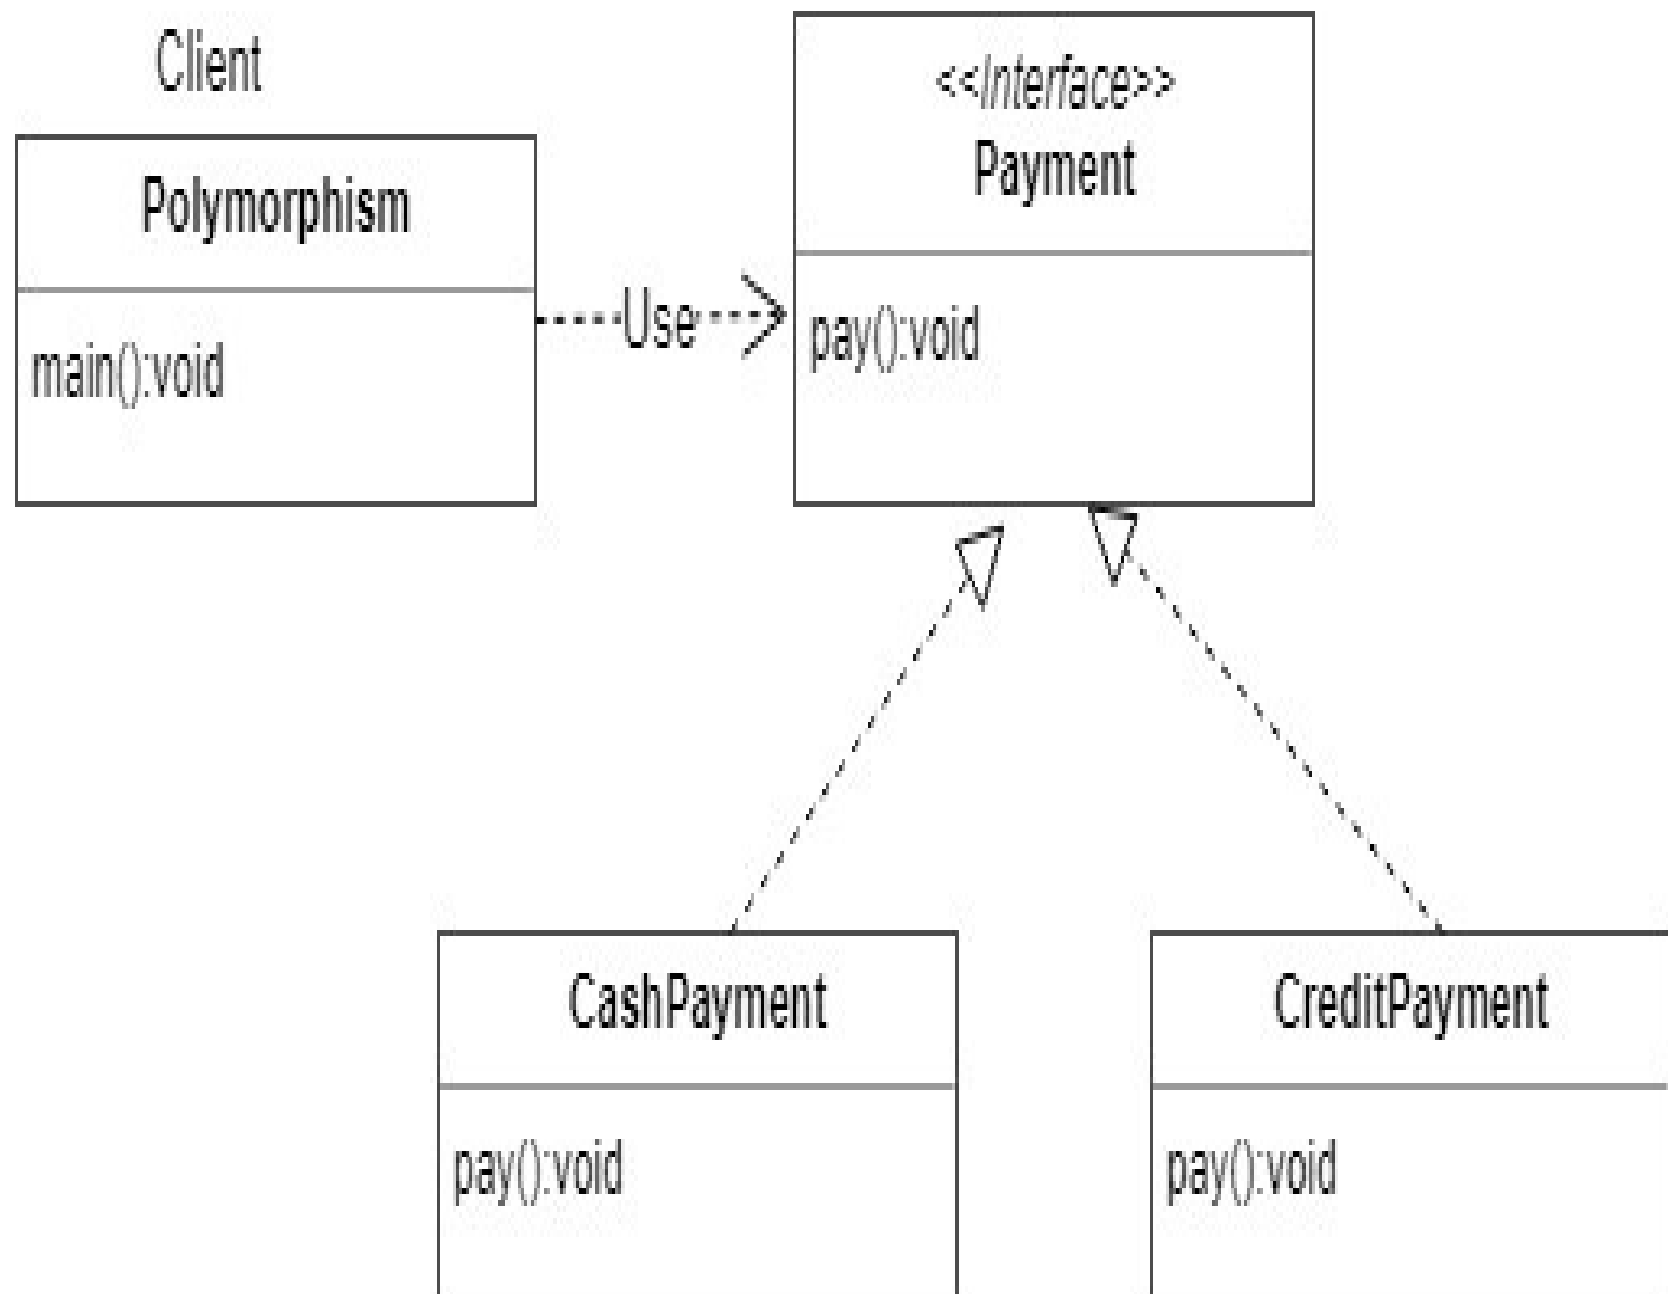 Client
Polymorphism
main():void
Use
<<Interface>>
Payment
pay():void
CashPayment
pay():void
CreditPayment
pay():void